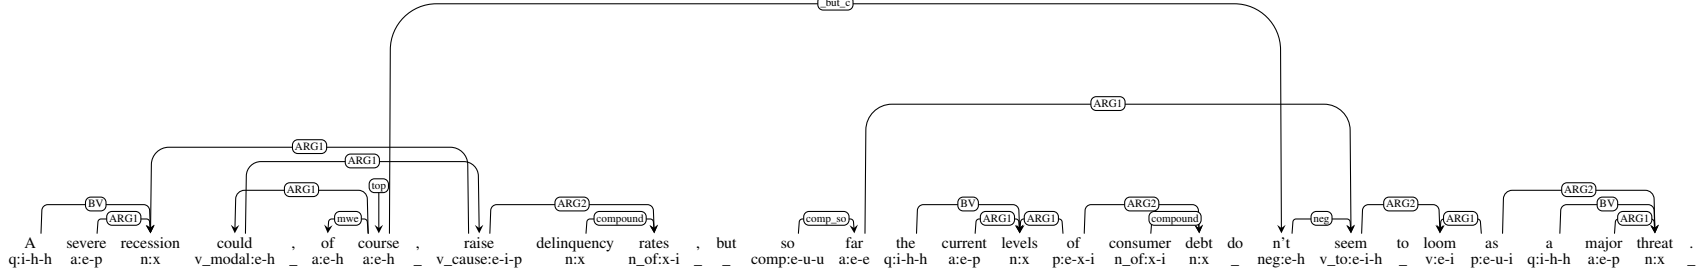 _but_c
ARG1
ARG1
ARG1
BV ARG1 ARG1 mwe top ARG2 compound comp_so BV ARG1 ARG1 ARG2 compound neg ARG2 ARG1 ARG2 BV ARG1
A severe recession could , of course , raise delinquency rates , but so far the current levels of consumer debt do n't seem to loom as a major threat .
q:i-h-h a:e-p n:x v_modal:e-h _ a:e-h a:e-h _ v_cause:e-i-p n:x n_of:x-i _ _ comp:e-u-u a:e-e q:i-h-h a:e-p n:x p:e-x-i n_of:x-i n:x _ neg:e-h v_to:e-i-h _ v:e-i p:e-u-i q:i-h-h a:e-p n:x _